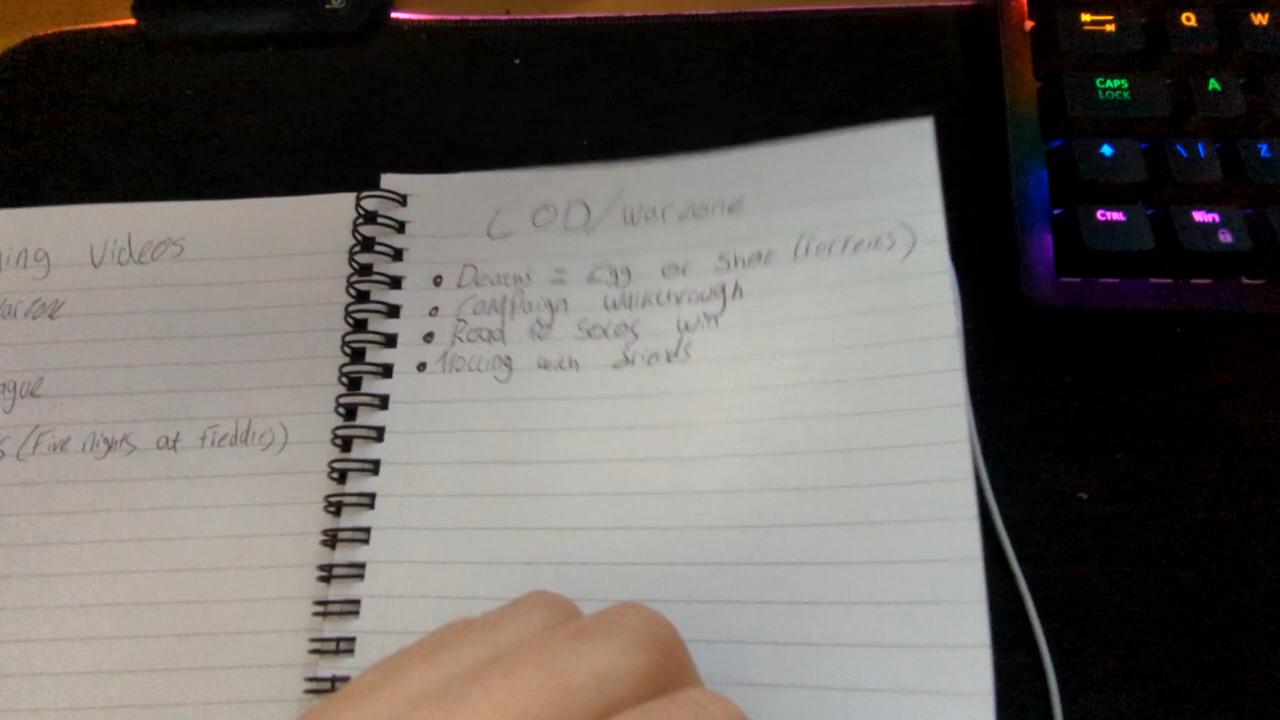 ing videos
Warzone
ague
s (Five nights at freddies)
COD/warzone
• Deaths = Egg or Shot (forfeits)
• Campaign walkthrough
• Road to Solos win
• Trolling with friends
Q
W
CAPS
LOCK
A
\ |
Z
CTRL
Win